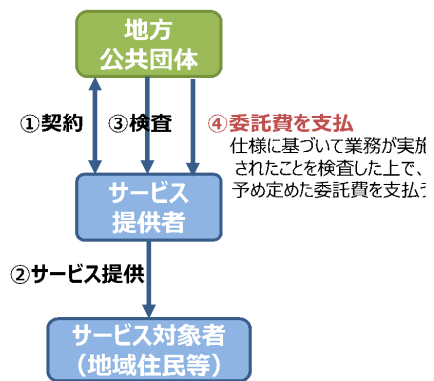 地方
公共団体
①契約
③検査
④委託費を支払
仕様に基づいて業務が実施
されたことを検査した上で、
予め定めた委託費を支払う
サービス
提供者
②サービス提供
サービス対象者
（地域住民等）